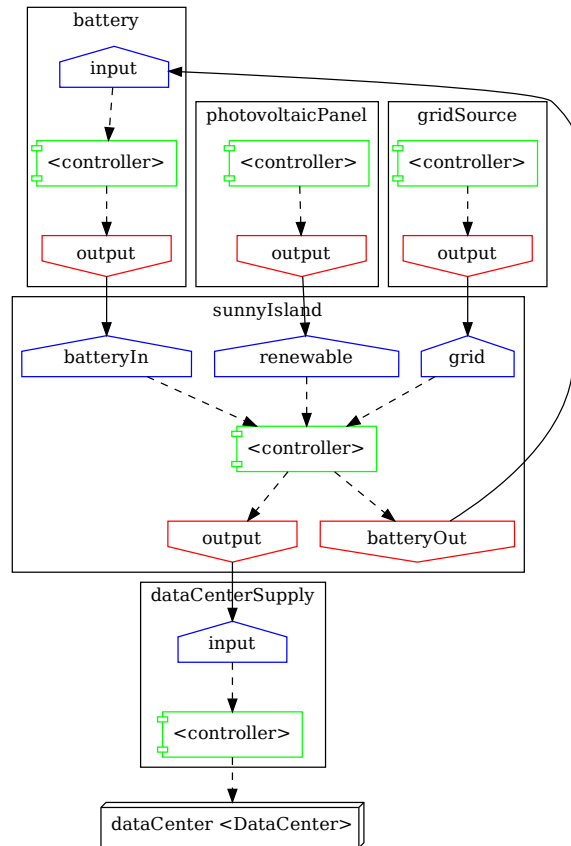 battery
input
photovoltaicPanel
gridSource
<controller>
<controller>
<controller>
output
output
output
sunnyIsland
batteryIn
renewable
grid
<controller>
output
batteryOut
dataCenterSupply
input
<controller>
dataCenter <DataCenter>